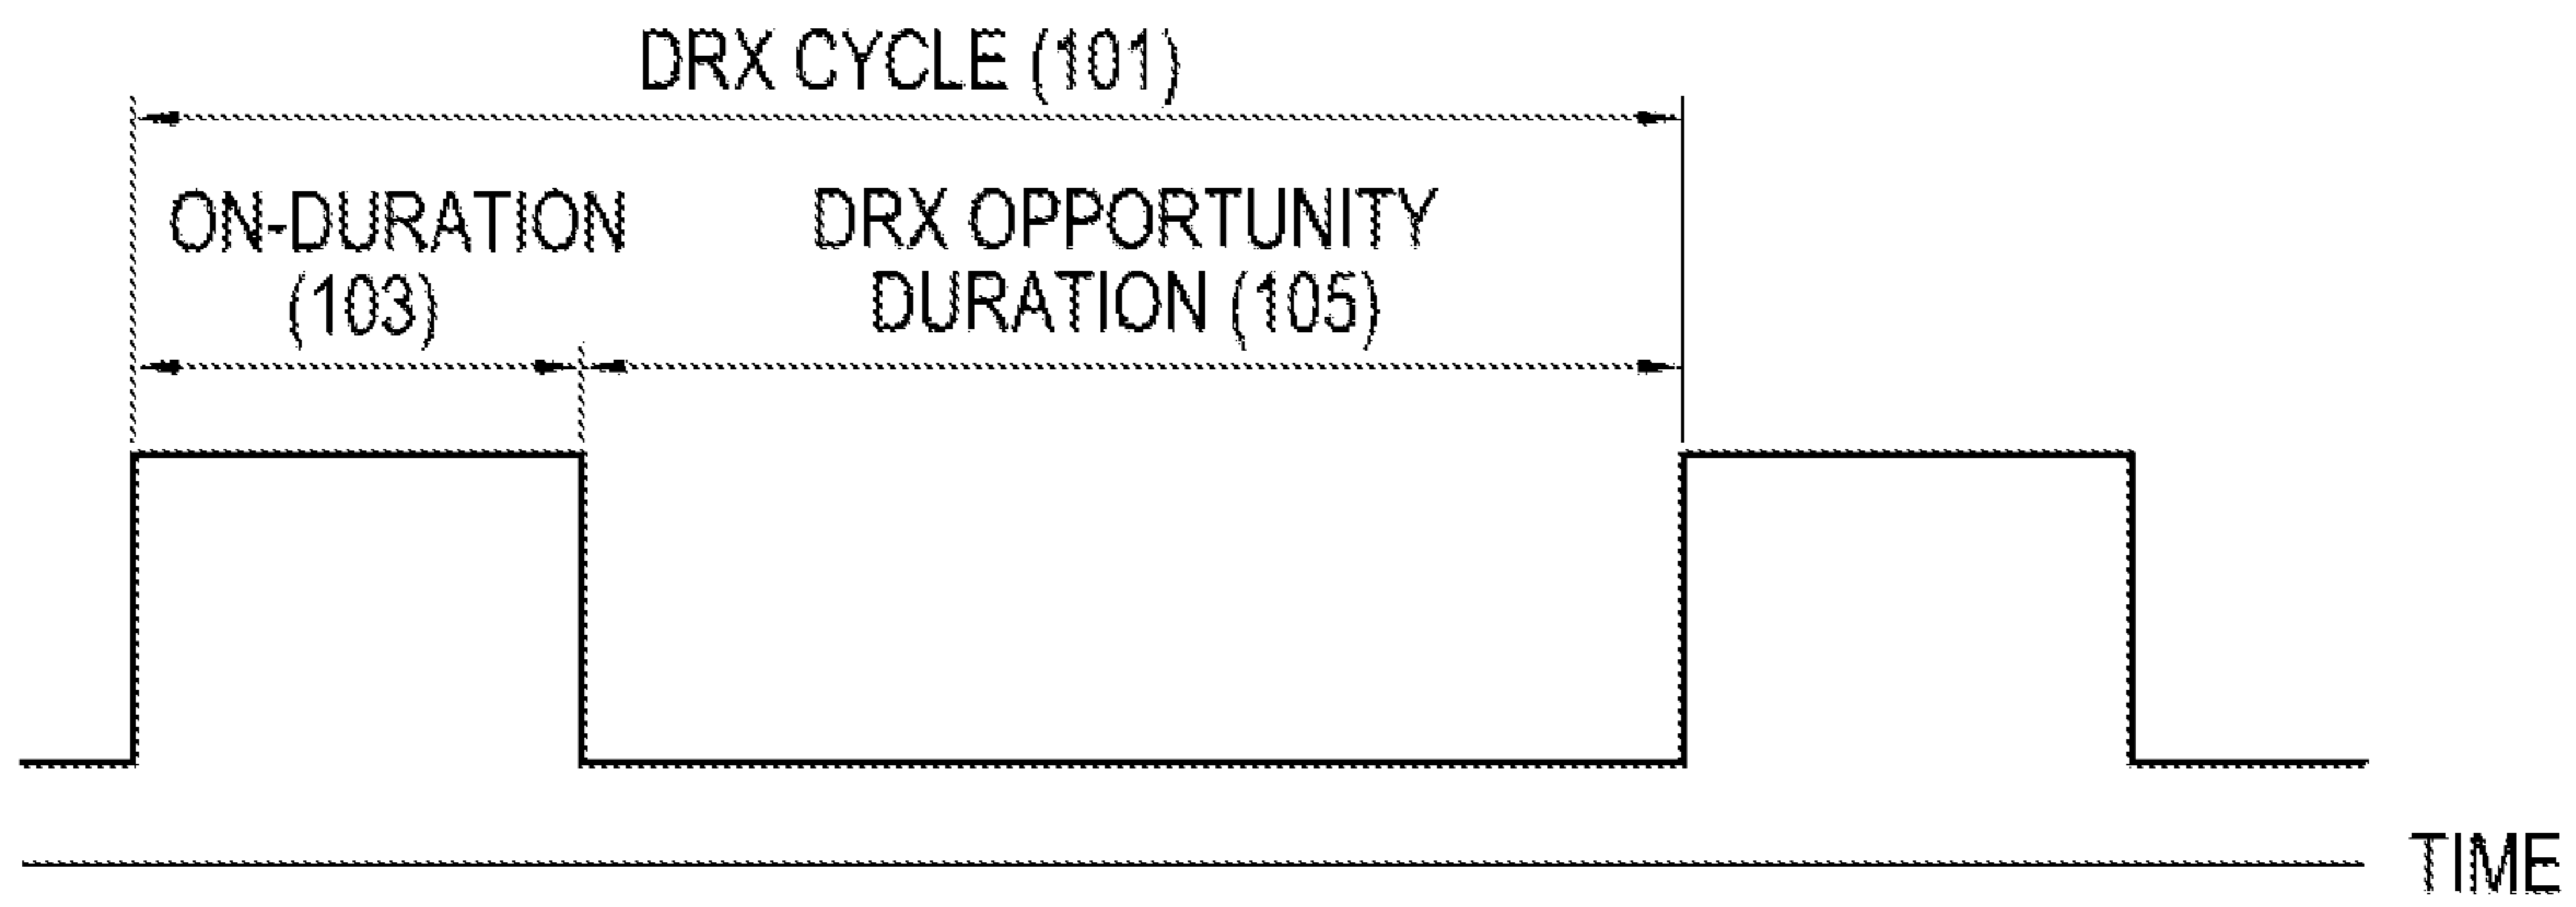 DRX CYCLE (101)
ON-DURATION
(103)
DRX OPPORTUNITY
DURATION (105)
TIME